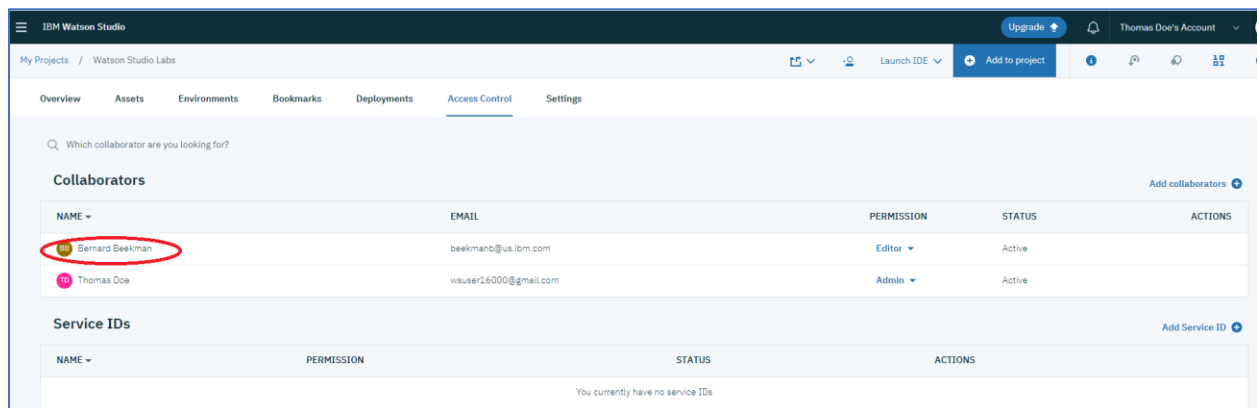 IBM Watson Studio Upgrade Thomas Doe's Account
My Projects / Watson Studio Labs Launch IDE Add to project
Overview Assets Environments Bookmarks Deployments Access Control Settings
Which collaborator are you looking for?
Collaborators Add collaborators
NAME EMAIL PERMISSION STATUS ACTIONS
BB Bernard Beekman beekmanb@us.ibm.com Editor Active
TD Thomas Doe wsuser16000@gmail.com Admin Active
Service IDs Add Service ID
NAME PERMISSION STATUS ACTIONS
You currently have no service IDs